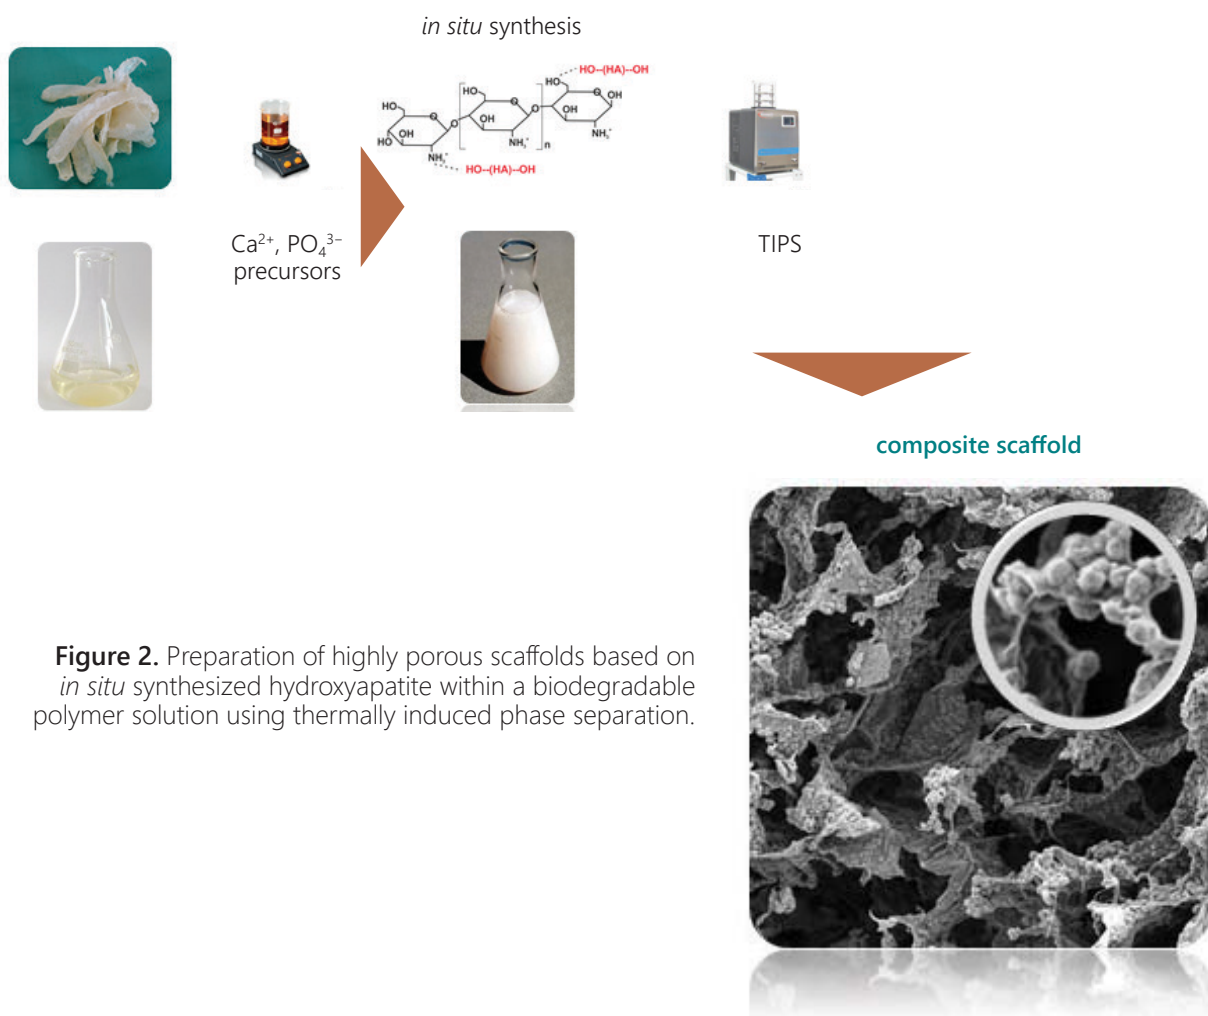 in situ synthesis
HO--(HA)--OH
HO
OH
HO
HO
O
O
O
O
O
OH
OH
OH
HO
NH₃⁺
NH₃⁺
NH₃⁺
n
HO--(HA)--OH
Ca²⁺, PO₄³⁻
precursors
TIPS
composite scaffold
Figure 2. Preparation of highly porous scaffolds based on
in situ synthesized hydroxyapatite within a biodegradable
polymer solution using thermally induced phase separation.